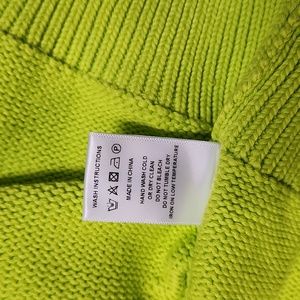 WASH INSTRUCTIONS
MADE IN CHINA
HAND WASH COLD
OR DRY CLEAN
DO NOT BLEACH
DO NOT TUMBLE DRY
IRON ON LOW TEMPERATURE